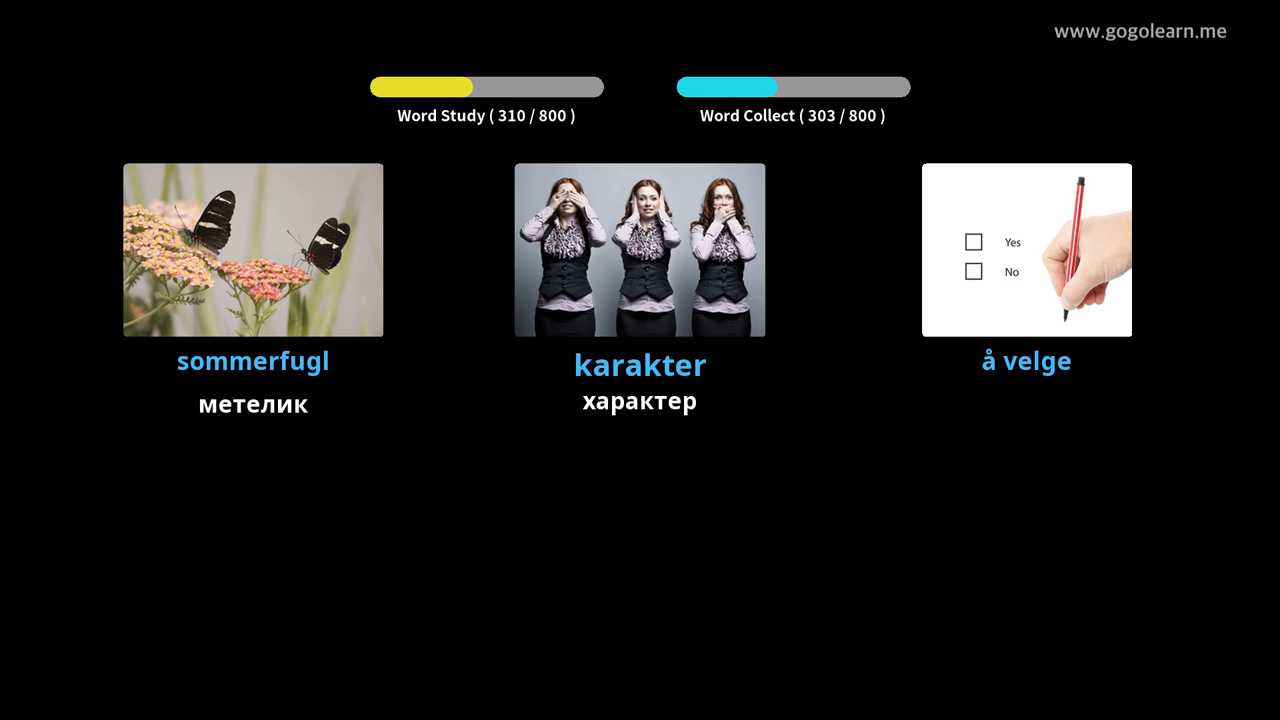 www.gogolearn.me
Word Study ( 310 / 800 )
Word Collect ( 303 / 800 )
Yes
No
sommerfugl
karakter
å velge
метелик
характер